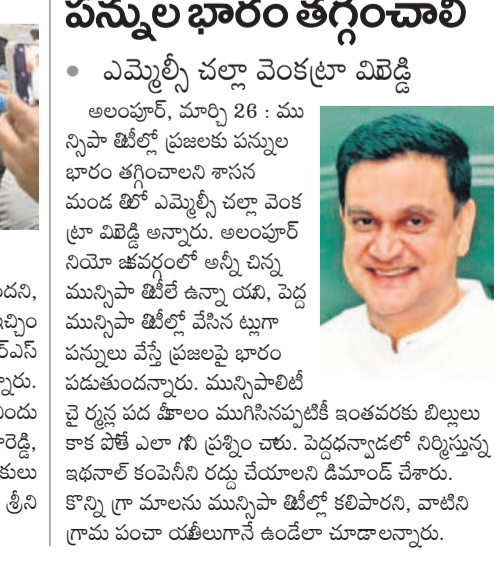 పన్నుల భారం తగ్గించాలి
• ఎమ్మెల్సీ చల్లా వెంకట్రామిరెడ్డి
అలంపూర్, మార్చి 26 : ము
న్సిపాలిటీల్లో ప్రజలకు పన్నుల
భారం తగ్గించాలని శాసన
మండలిలో ఎమ్మెల్సీ చల్లా వెంక
ట్రామిరెడ్డి అన్నారు. అలంపూర్
నియోజకవర్గంలో అన్నీ చిన్న
మున్సిపాలిటీలే ఉన్నాయని, పెద్ద
మున్సిపాలిటీల్లో వేసినట్లుగా
పన్నులు వేస్తే ప్రజలపై భారం
పడుతుందన్నారు. మున్సిపాలిటీ
చైర్మన్ల పదవీకాలం ముగిసినప్పటికీ ఇంతవరకు బిల్లులు
కాకపోతే ఎలాగని ప్రశ్నించారు. పెద్దధన్వాడలో నిర్మిస్తున్న
ఇథనాల్ కంపెనీని రద్దు చేయాలని డిమాండ్ చేశారు.
కొన్ని గ్రామాలను మున్సిపాలిటీల్లో కలిపారని, వాటిని
గ్రామ పంచాయతీలుగానే ఉండేలా చూడాలన్నారు.